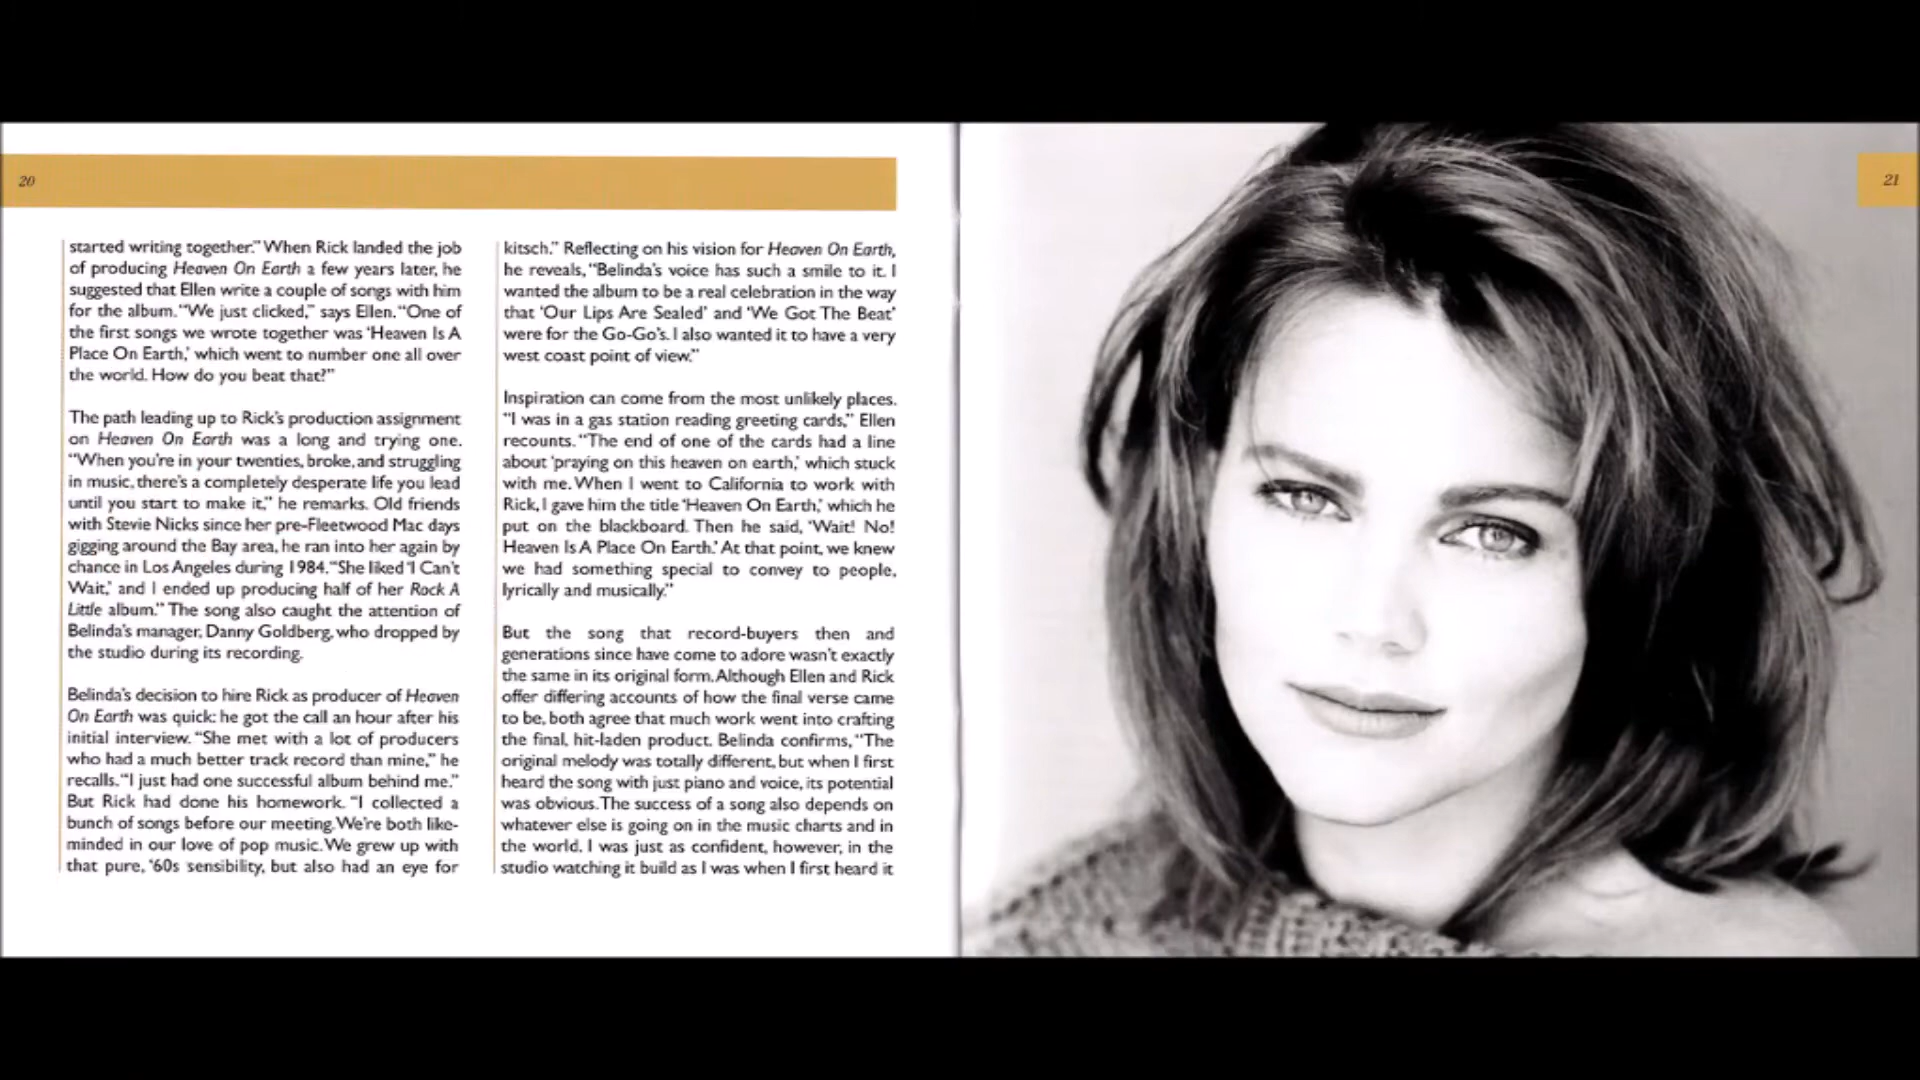 20
started writing together.” When Rick landed the job
of producing Heaven On Earth a few years later, he
suggested that Ellen write a couple of songs with him
for the album. “We just clicked,” says Ellen. “One of
the first songs we wrote together was ‘Heaven Is A
Place On Earth,’ which went to number one all over
the world. How do you beat that?”
The path leading up to Rick’s production assignment
on Heaven On Earth was a long and trying one.
“When you’re in your twenties, broke, and struggling
in music, there’s a completely desperate life you lead
until you start to make it,” he remarks. Old friends
with Stevie Nicks since her pre-Fleetwood Mac days
gigging around the Bay area, he ran into her again by
chance in Los Angeles during 1984. “She liked ‘I Can’t
Wait,’ and I ended up producing half of her Rock A
Little album.” The song also caught the attention of
Belinda’s manager, Danny Goldberg, who dropped by
the studio during its recording.
Belinda’s decision to hire Rick as producer of Heaven
On Earth was quick: he got the call an hour after his
initial interview. “She met with a lot of producers
who had a much better track record than mine,” he
recalls. “I just had one successful album behind me.”
But Rick had done his homework. “I collected a
bunch of songs before our meeting. We’re both like-
minded in our love of pop music. We grew up with
that pure, ‘60s sensibility, but also had an eye for
kitsch.” Reflecting on his vision for Heaven On Earth,
he reveals, “Belinda’s voice has such a smile to it. I
wanted the album to be a real celebration in the way
that ‘Our Lips Are Sealed’ and ‘We Got The Beat’
were for the Go-Go’s. I also wanted it to have a very
west coast point of view.”
Inspiration can come from the most unlikely places.
“I was in a gas station reading greeting cards,” Ellen
recounts. “The end of one of the cards had a line
about ‘praying on this heaven on earth,’ which stuck
with me. When I went to California to work with
Rick, I gave him the title ‘Heaven On Earth,’ which he
put on the blackboard. Then he said, ‘Wait! No!
Heaven Is A Place On Earth.’ At that point, we knew
we had something special to convey to people,
lyrically and musically.”
But the song that record-buyers then and
generations since have come to adore wasn’t exactly
the same in its original form. Although Ellen and Rick
offer differing accounts of how the final verse came
to be, both agree that much work went into crafting
the final, hit-laden product. Belinda confirms, “The
original melody was totally different, but when I first
heard the song with just piano and voice, its potential
was obvious. The success of a song also depends on
whatever else is going on in the music charts and in
the world. I was just as confident, however, in the
studio watching it build as I was when I first heard it
21